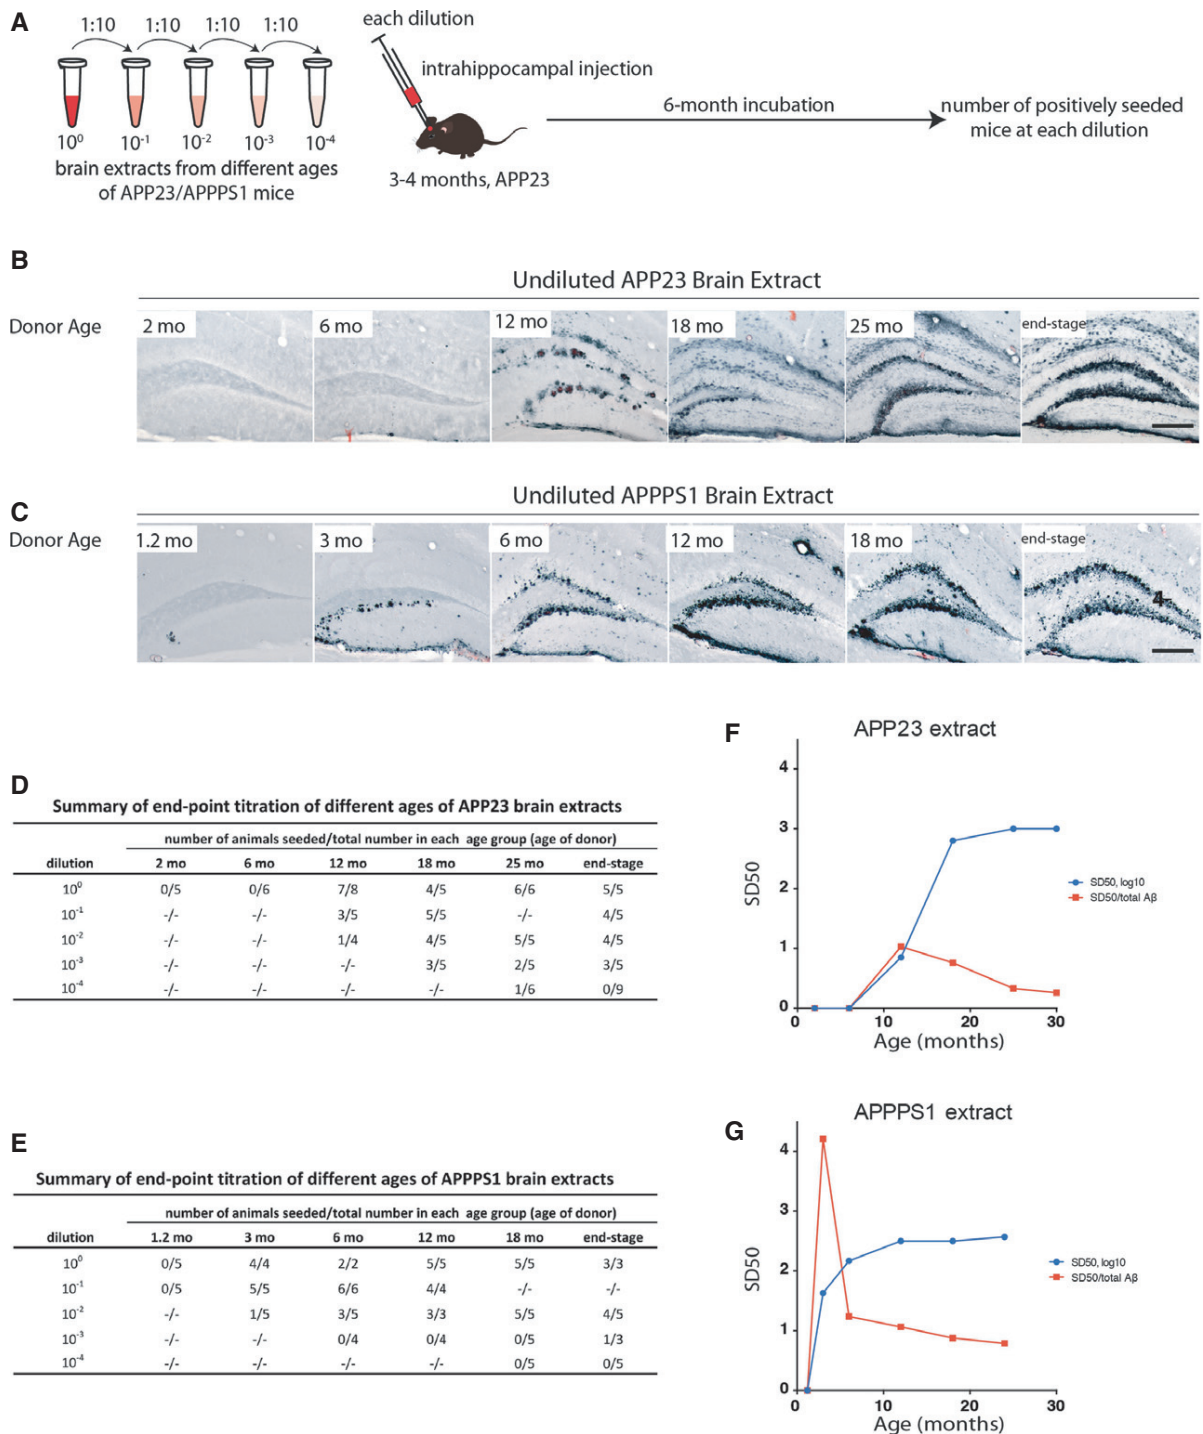 A
1:10 1:10 1:10 1:10
10⁰ 10⁻¹ 10⁻² 10⁻³ 10⁻⁴
brain extracts from different ages
of APP23/APPPS1 mice
each dilution
intrahippocampal injection
3-4 months, APP23
6-month incubation
number of positively seeded
mice at each dilution
B
Undiluted APP23 Brain Extract
Donor Age 2 mo 6 mo 12 mo 18 mo 25 mo end-stage
C
Undiluted APPPS1 Brain Extract
Donor Age 1.2 mo 3 mo 6 mo 12 mo 18 mo end-stage
4-
D
Summary of end-point titration of different ages of APP23 brain extracts
number of animals seeded/total number in each age group (age of donor)
dilution 2 mo 6 mo 12 mo 18 mo 25 mo end-stage
10⁰ 0/5 0/6 7/8 4/5 6/6 5/5
10⁻¹ -/- -/- 3/5 5/5 -/- 4/5
10⁻² -/- -/- 1/4 4/5 5/5 4/5
10⁻³ -/- -/- -/- 3/5 2/5 3/5
10⁻⁴ -/- -/- -/- -/- 1/6 0/9
E
Summary of end-point titration of different ages of APPPS1 brain extracts
number of animals seeded/total number in each age group (age of donor)
dilution 1.2 mo 3 mo 6 mo 12 mo 18 mo end-stage
10⁰ 0/5 4/4 2/2 5/5 5/5 3/3
10⁻¹ 0/5 5/5 6/6 4/4 -/- -/-
10⁻² -/- 1/5 3/5 3/3 5/5 4/5
10⁻³ -/- -/- 0/4 0/4 0/5 1/3
10⁻⁴ -/- -/- -/- -/- 0/5 0/5
F
APP23 extract
4
3
2
1
0
SD50
0 10 20 30
Age (months)
SD50, log10
SD50/total Aβ
G
APPPS1 extract
4
3
2
1
0
SD50
0 10 20 30
Age (months)
SD50, log10
SD50/total Aβ